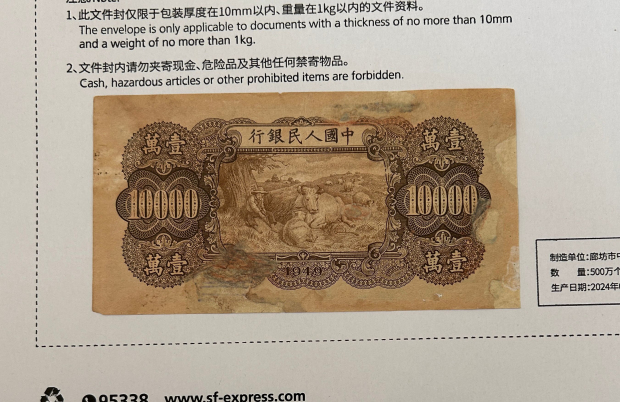 1、此文件封仅限于包装厚度在10mm以内、重量在1kg以内的文件资料。
The envelope is only applicable to documents with a thickness of no more than 10mm
and a weight of no more than 1kg.
2、文件封内请勿夹寄现金、危险品及其他任何禁寄物品。
Cash, hazardous articles or other prohibited items are forbidden.
行銀民人國中
萬壹
萬壹
10000
10000
萬壹
萬壹
1949
制造单位:廊坊市
数 量:500万个
生产日期:2024年
95338 www.sf-express.com